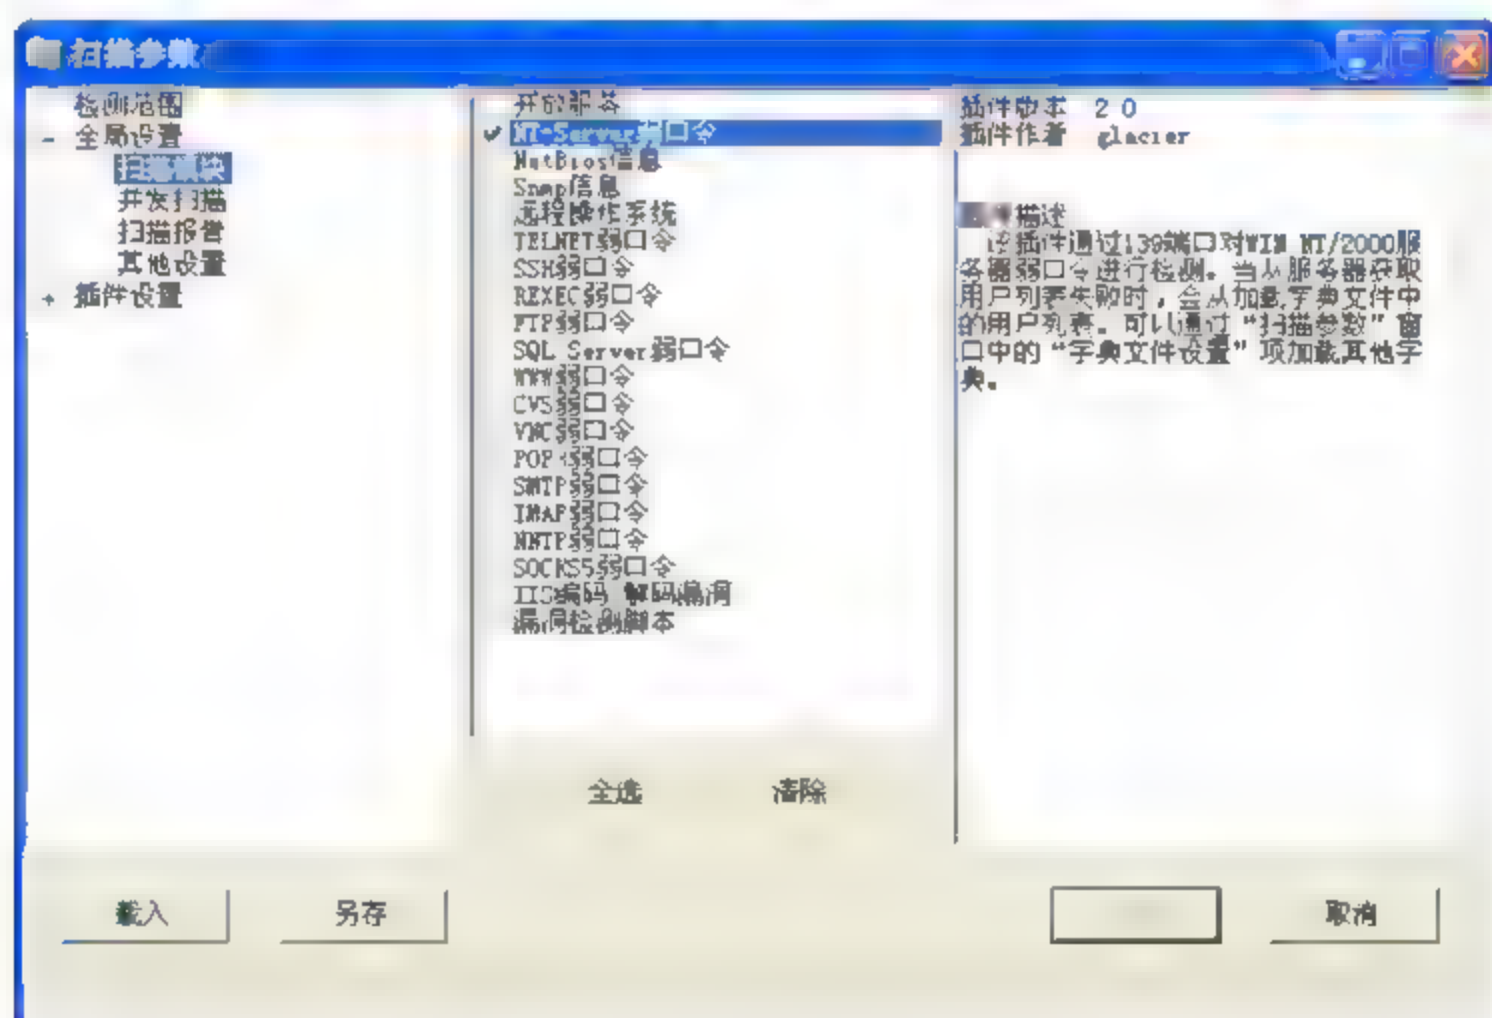 扫描参数
检测范围
全局设置
扫描模块
并发扫描
扫描报告
其他设置
插件设置
开放服务
NT-Server弱口令
NetBios信息
Snmp信息
远程操作系统
TELNET弱口令
SSH弱口令
REXEC弱口令
FTP弱口令
SQL Server弱口令
WWW弱口令
CVS弱口令
VNC弱口令
POP3弱口令
SMTP弱口令
IMAP弱口令
NNTP弱口令
SOCKS5弱口令
IIS编码 解码漏洞
漏洞检测脚本
全选 清除
插件版本 2 0
插件作者 glacier
描述
该插件通过139端口对WIN NT/2000服
务器弱口令进行检测。当从服务器获取
用户列表失败时，会从加载字典文件中
的用户列表。可以通过“扫描参数”窗
口中的“字典文件设置”项加载其他字
典。
载入 另存 取消